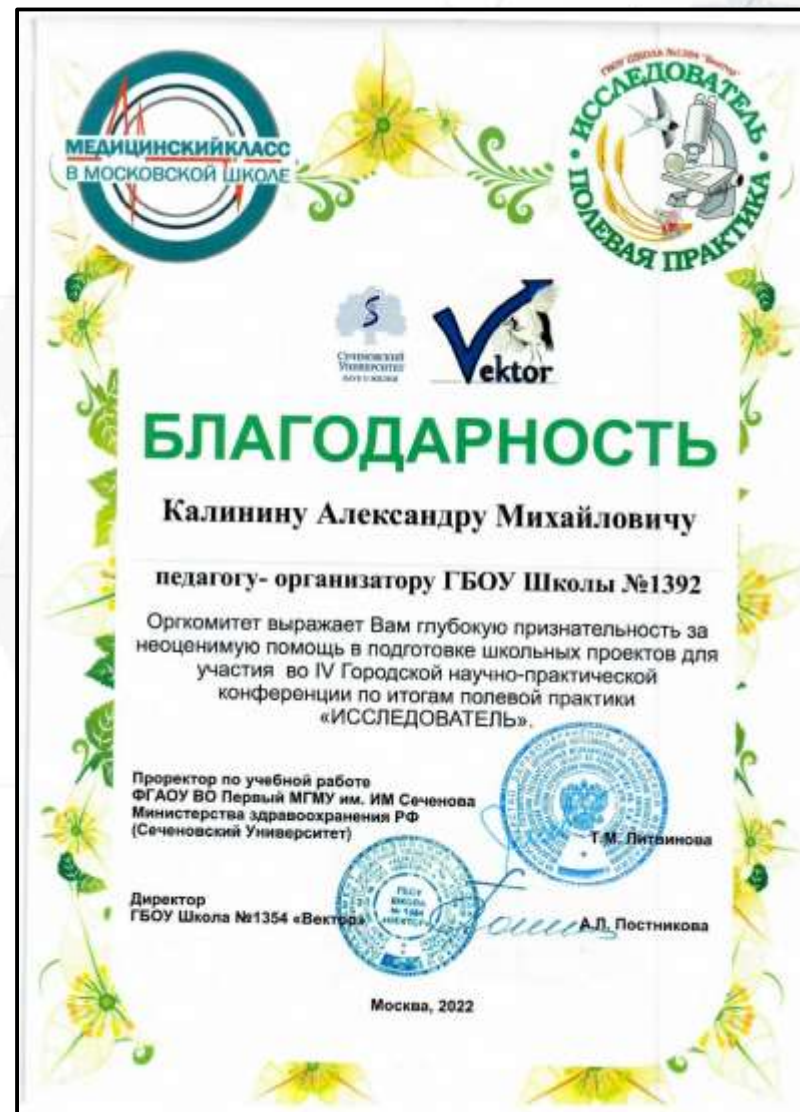 МЕДИЦИНСКИЙКЛАСС
В МОСКОВСКОЙ ШКОЛЕ
ИССЛЕДОВАТЕЛЬ
ПОЛЕВАЯ ПРАКТИКА
СЕЧЕНОВСКИЙ
УНИВЕРСИТЕТ
Vektor
БЛАГОДАРНОСТЬ
Калинину Александру Михайловичу
педагогу- организатору ГБОУ Школы №1392
Оргкомитет выражает Вам глубокую признательность за
неоценимую помощь в подготовке школьных проектов для
участия во IV Городской научно-практической
конференции по итогам полевой практики
«ИССЛЕДОВАТЕЛЬ».
Проректор по учебной работе
ФГАОУ ВО Первый МГМУ им. ИМ Сеченова
Министерства здравоохранения РФ
(Сеченовский Университет)
Т.М. Литвинова
Директор
ГБОУ Школа №1354 «Вектор»
А.Л. Постникова
Москва, 2022